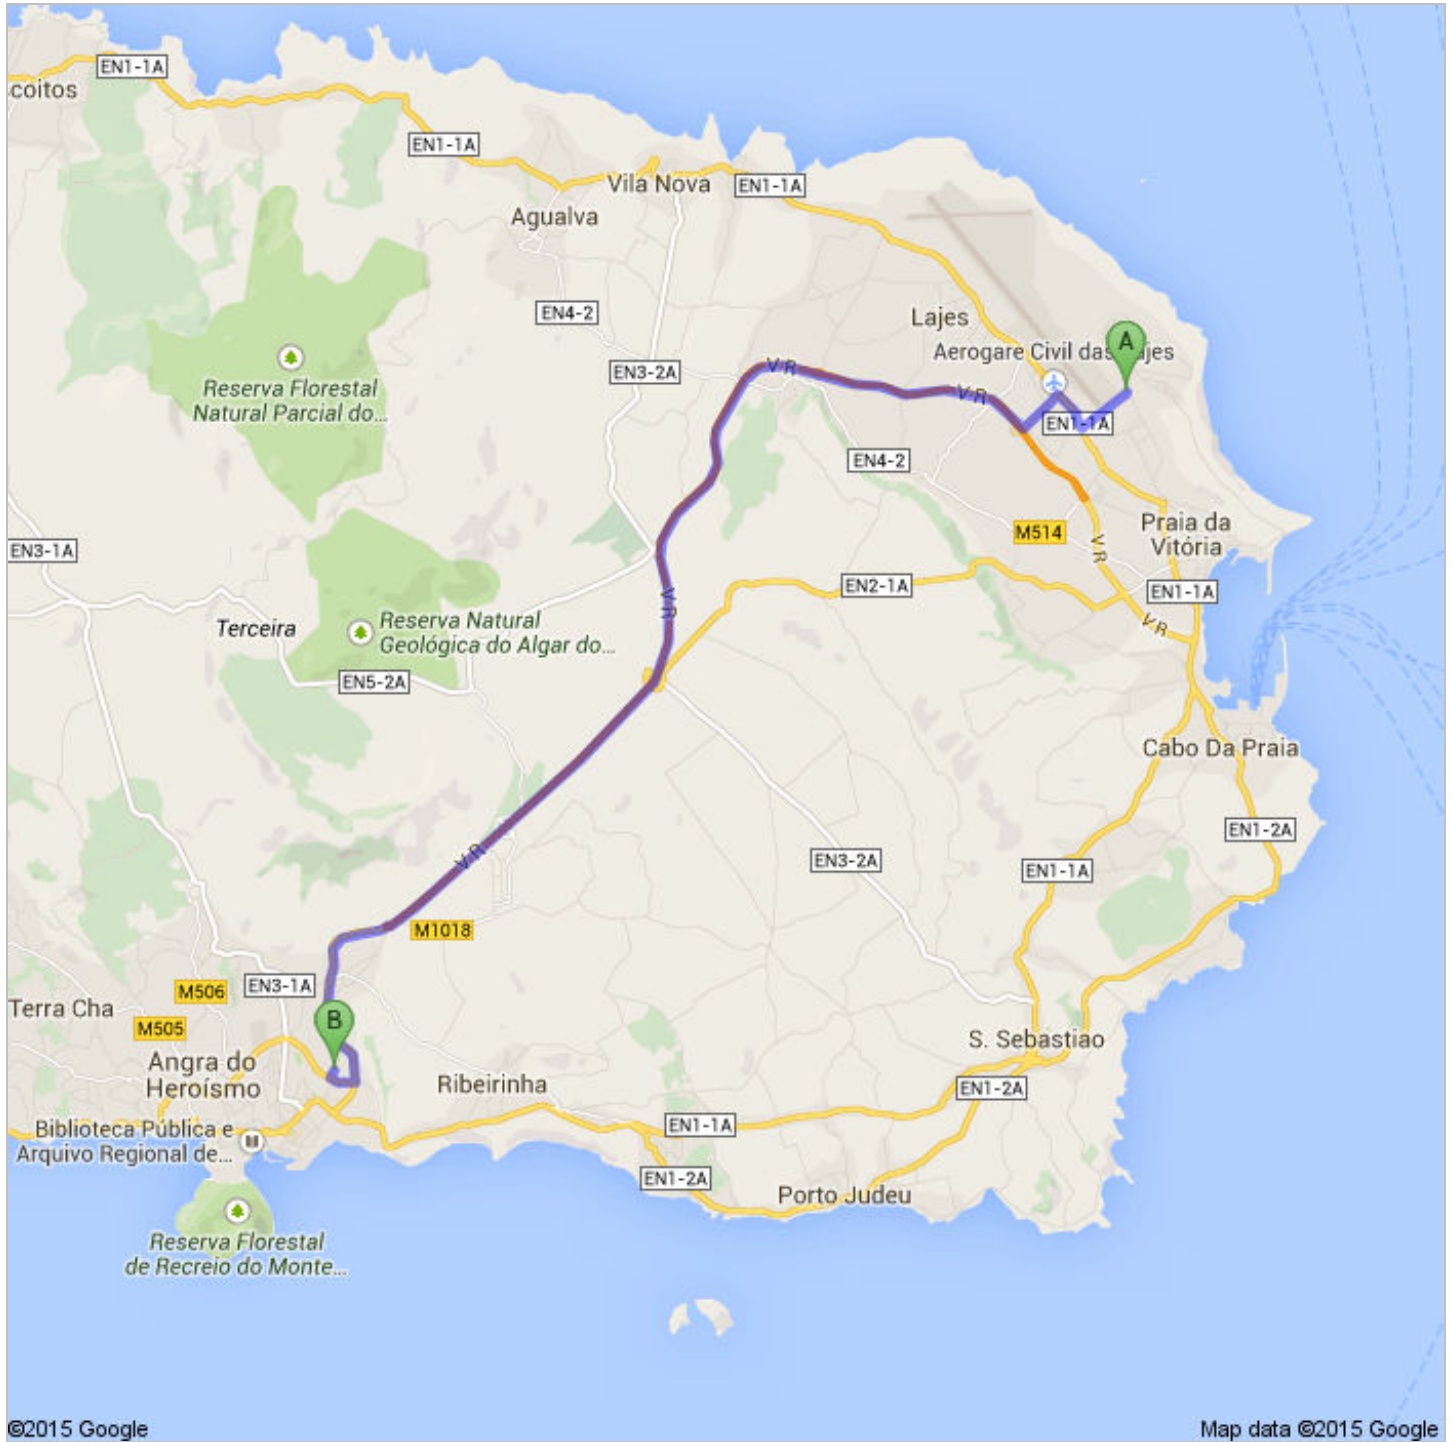 EN1-1A
coitos
EN1-1A
Vila Nova
EN1-1A
Agualva
EN4-2
Lajes
Aerogare Civil das
ajes
A
EN3-2A
V R
V R
Reserva Florestal
Natural Parcial do...
EN1-1A
EN4-2
Praia da
Vitória
M514
EN3-1A
V R
EN2-1A
EN1-1A
V R
Terceira
Reserva Natural
Geológica do Algar do...
V R
EN5-2A
Cabo Da Praia
EN1-2A
V R
EN3-2A
EN1-1A
M1018
EN3-1A
M506
Terra Cha
M505
B
Angra do
Heroísmo
S. Sebastiao
Ribeirinha
EN1-2A
EN1-1A
Biblioteca Pública e
Arquivo Regional de...
EN1-2A
Porto Judeu
Reserva Florestal
de Recreio do Monte...
©2015 Google
Map data ©2015 Google